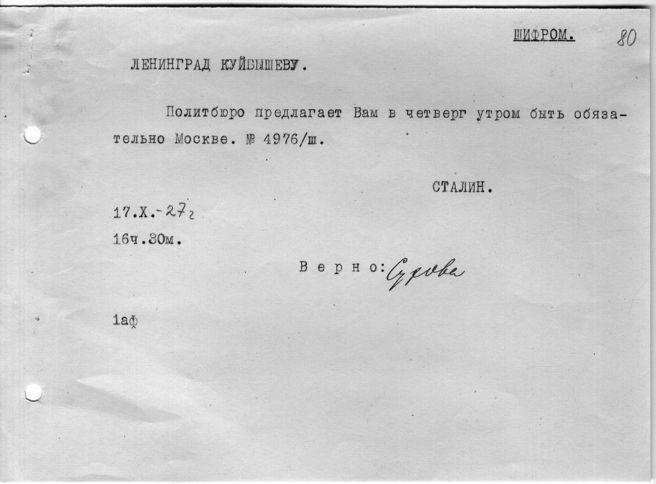 ШИФРОМ. 80
ЛЕНИНГРАД КУЙБЫШЕВУ.
Политбюро предлагает Вам в четверг утром быть обяза-
тельно Москве. № 4976/ш.
СТАЛИН.
17.X.-27г
16ч.30м.
Верно: Сурова
1аф